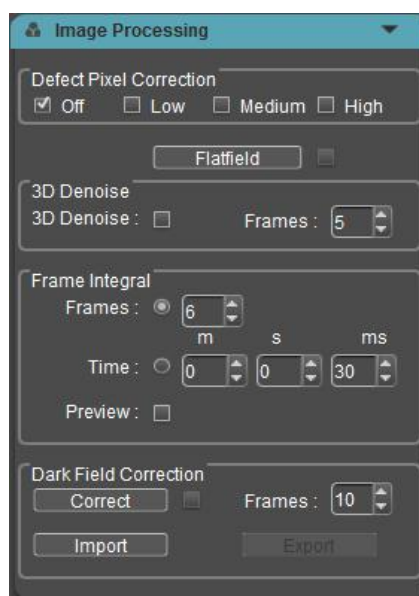 Image Processing
Defect Pixel Correction
Off Low Medium High
Flatfield
3D Denoise
3D Denoise : Frames : 5
Frame Integral
Frames : 6
m s ms
Time : 0 0 30
Preview :
Dark Field Correction
Correct Frames : 10
Import Export